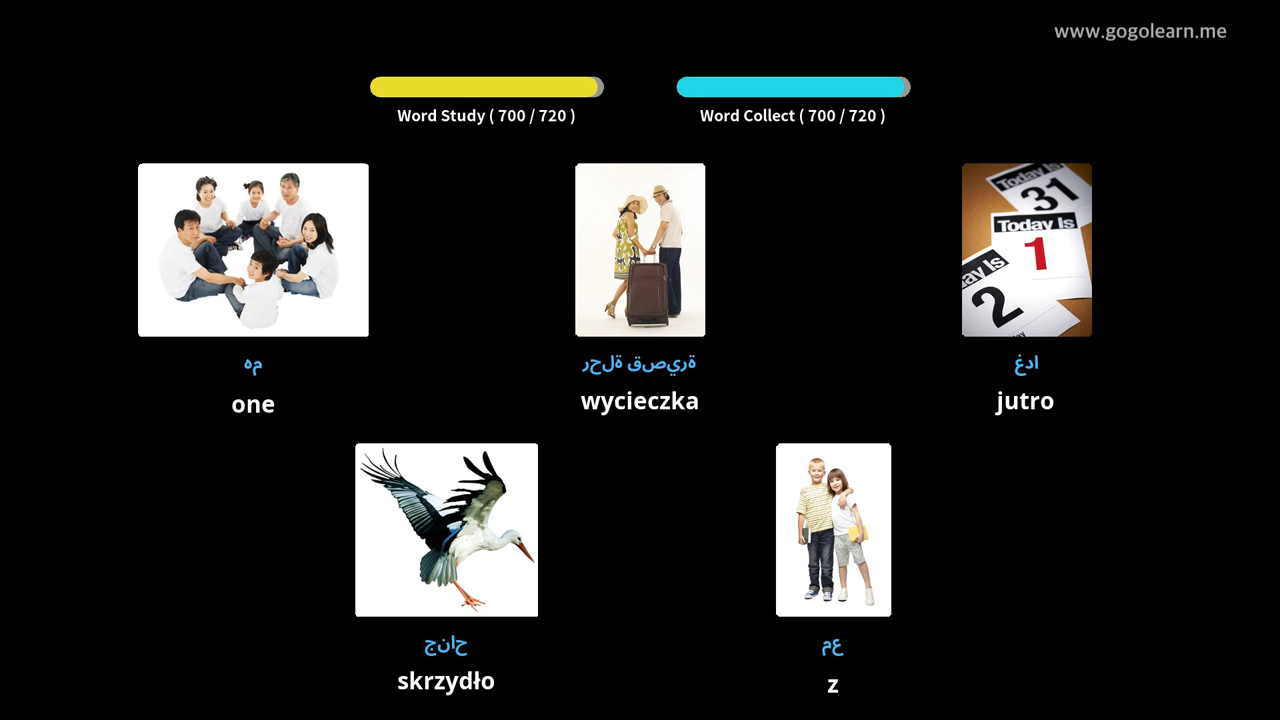 www.gogolearn.me
Word Study ( 700 / 720 )
Word Collect ( 700 / 720 )
هم
رحلة قصيرة
غدا
one
wycieczka
jutro
Today Is
31
Today Is
1
ay Is
2
جناح
مع
skrzydło
z